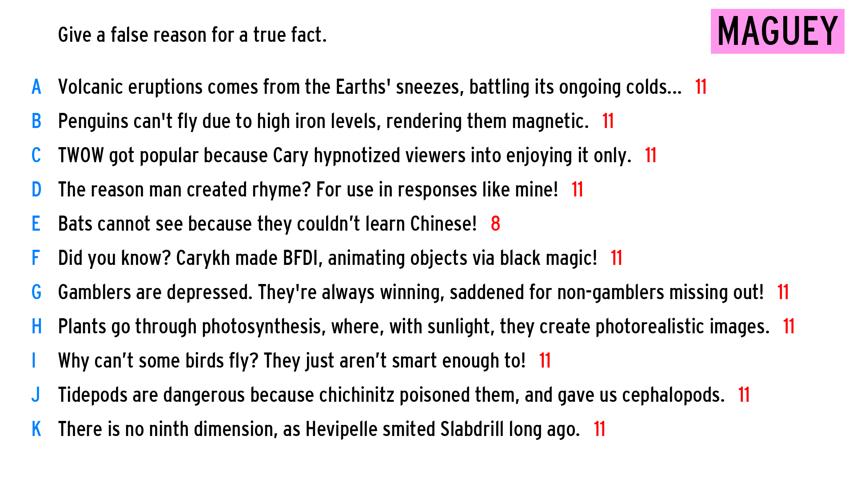 Give a false reason for a true fact.
MAGUEY
A Volcanic eruptions comes from the Earths' sneezes, battling its ongoing colds... 11
B Penguins can't fly due to high iron levels, rendering them magnetic. 11
C TWOW got popular because Cary hypnotized viewers into enjoying it only. 11
D The reason man created rhyme? For use in responses like mine! 11
E Bats cannot see because they couldn’t learn Chinese! 8
F Did you know? Carykh made BFDI, animating objects via black magic! 11
G Gamblers are depressed. They're always winning, saddened for non-gamblers missing out! 11
H Plants go through photosynthesis, where, with sunlight, they create photorealistic images. 11
I Why can’t some birds fly? They just aren’t smart enough to! 11
J Tidepods are dangerous because chichinitz poisoned them, and gave us cephalopods. 11
K There is no ninth dimension, as Hevipelle smited Slabdrill long ago. 11